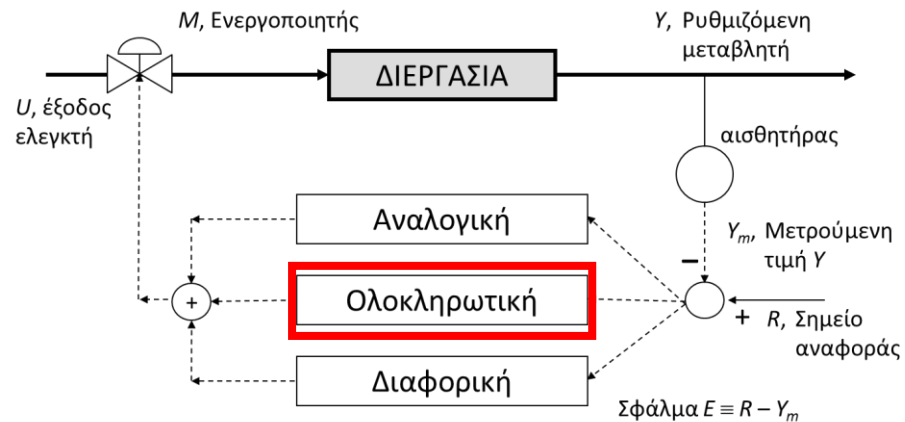 M, Ενεργοποιητής
Y, Ρυθμιζόμενη
μεταβλητή
ΔΙΕΡΓΑΣΙΑ
U, έξοδος
ελεγκτή
αισθητήρας
Αναλογική
Yₘ, Μετρούμενη
τιμή Y
−
Ολοκληρωτική
+
+
R, Σημείο
αναφοράς
Διαφορική
Σφάλμα E ≡ R − Yₘ